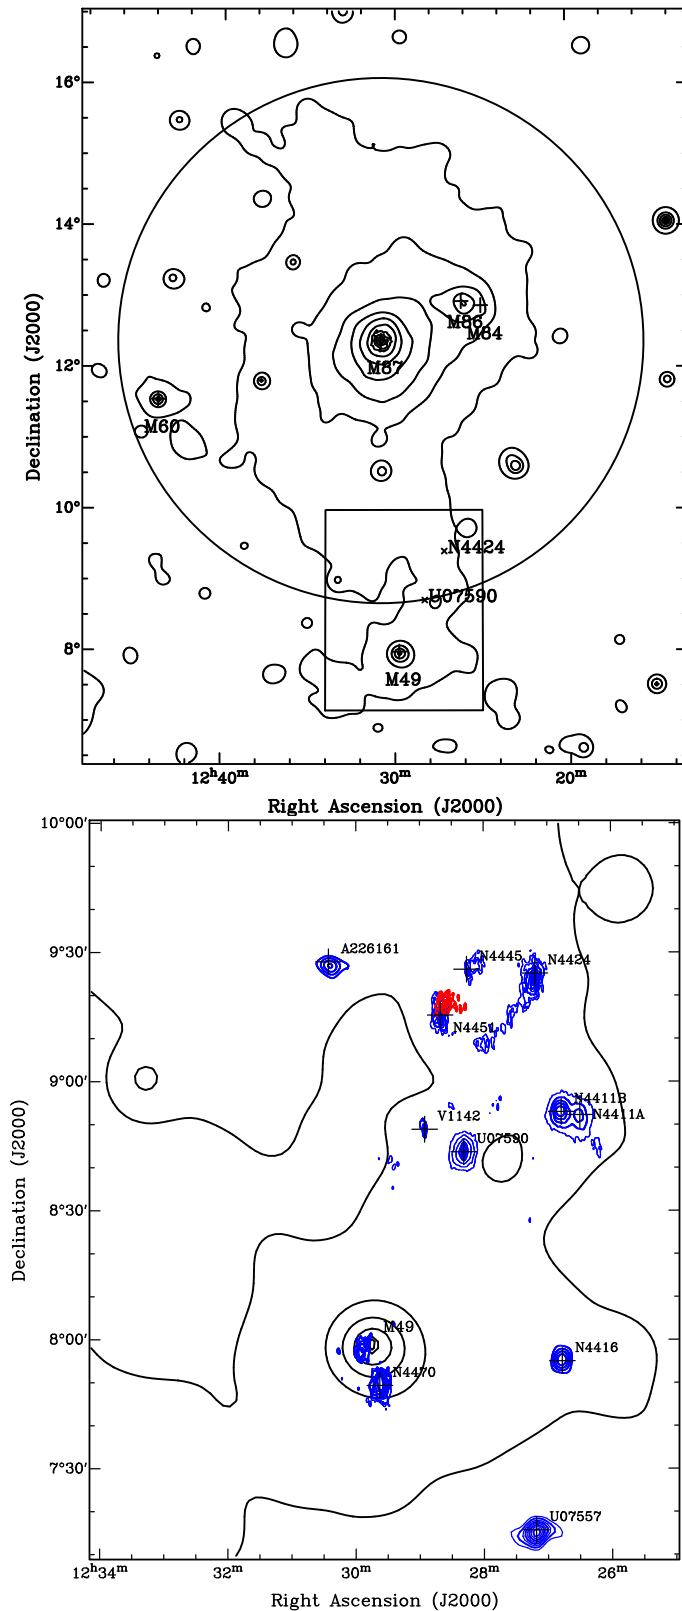 16°
14°
12°
10°
8°
Declination (J2000)
M86
M84
M87
M60
N4424
U07590
M49
12ʰ40ᵐ
30ᵐ
20ᵐ
Right Ascension (J2000)
10°00′
9°30′
9°00′
8°30′
8°00′
7°30′
Declination (J2000)
A226161
N4445
N4424
N4451
N4411B
N4411A
V1142
U07590
M49
N4416
N4470
U07557
12ʰ34ᵐ
32ᵐ
30ᵐ
28ᵐ
26ᵐ
Right Ascension (J2000)